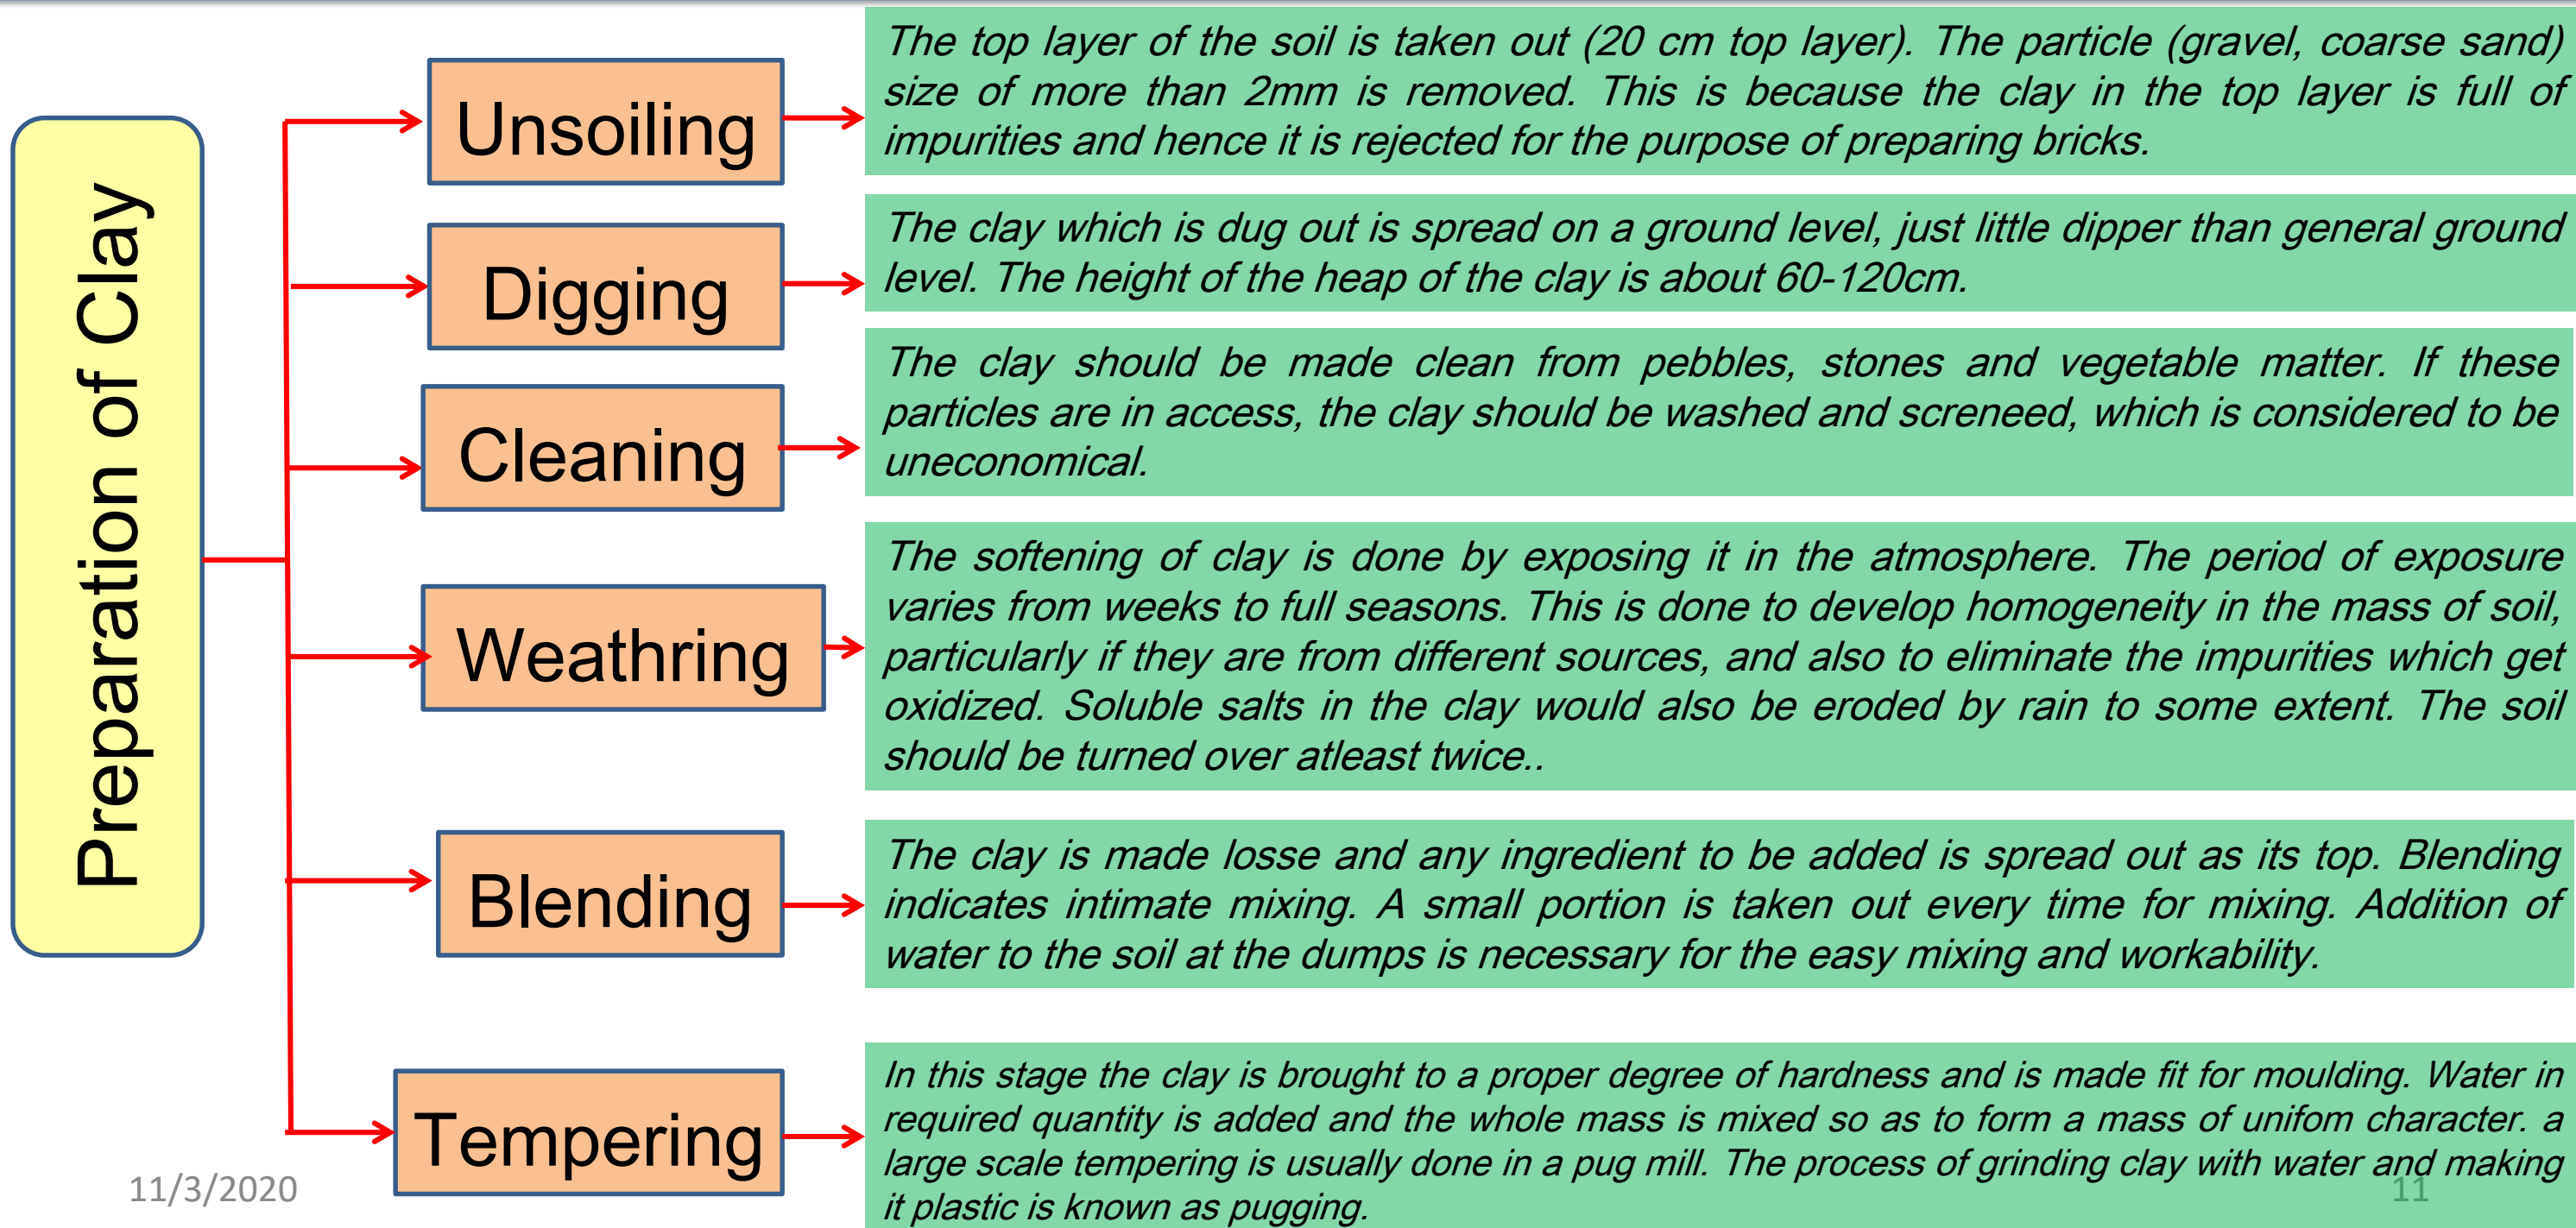 Preparation of Clay
Unsoiling
The top layer of the soil is taken out (20 cm top layer). The particle (gravel, coarse sand)
size of more than 2mm is removed. This is because the clay in the top layer is full of
impurities and hence it is rejected for the purpose of preparing bricks.
Digging
The clay which is dug out is spread on a ground level, just little dipper than general ground
level. The height of the heap of the clay is about 60-120cm.
Cleaning
The clay should be made clean from pebbles, stones and vegetable matter. If these
particles are in access, the clay should be washed and screneed, which is considered to be
uneconomical.
Weathring
The softening of clay is done by exposing it in the atmosphere. The period of exposure
varies from weeks to full seasons. This is done to develop homogeneity in the mass of soil,
particularly if they are from different sources, and also to eliminate the impurities which get
oxidized. Soluble salts in the clay would also be eroded by rain to some extent. The soil
should be turned over atleast twice..
Blending
The clay is made losse and any ingredient to be added is spread out as its top. Blending
indicates intimate mixing. A small portion is taken out every time for mixing. Addition of
water to the soil at the dumps is necessary for the easy mixing and workability.
Tempering
In this stage the clay is brought to a proper degree of hardness and is made fit for moulding. Water in
required quantity is added and the whole mass is mixed so as to form a mass of unifom character. a
large scale tempering is usually done in a pug mill. The process of grinding clay with water and making
it plastic is known as pugging.
11/3/2020
11